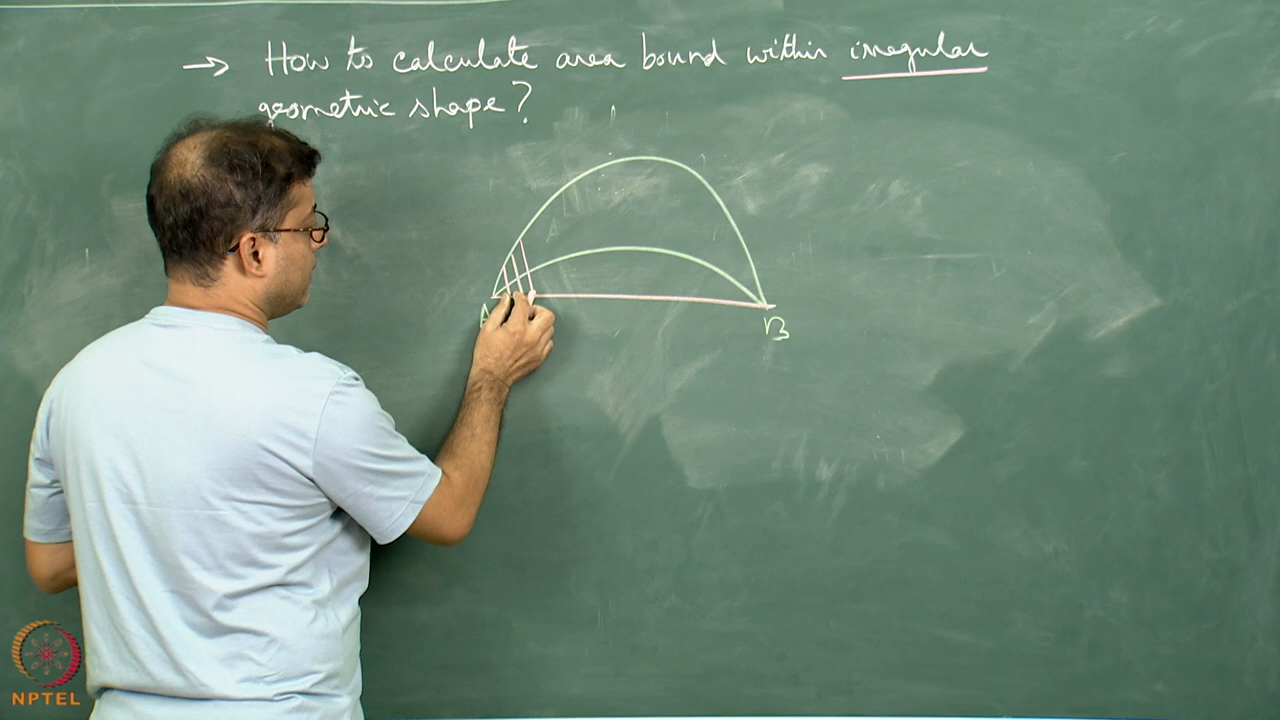 → How to calculate area bound within irregular
geometric shape?
A
B
NPTEL